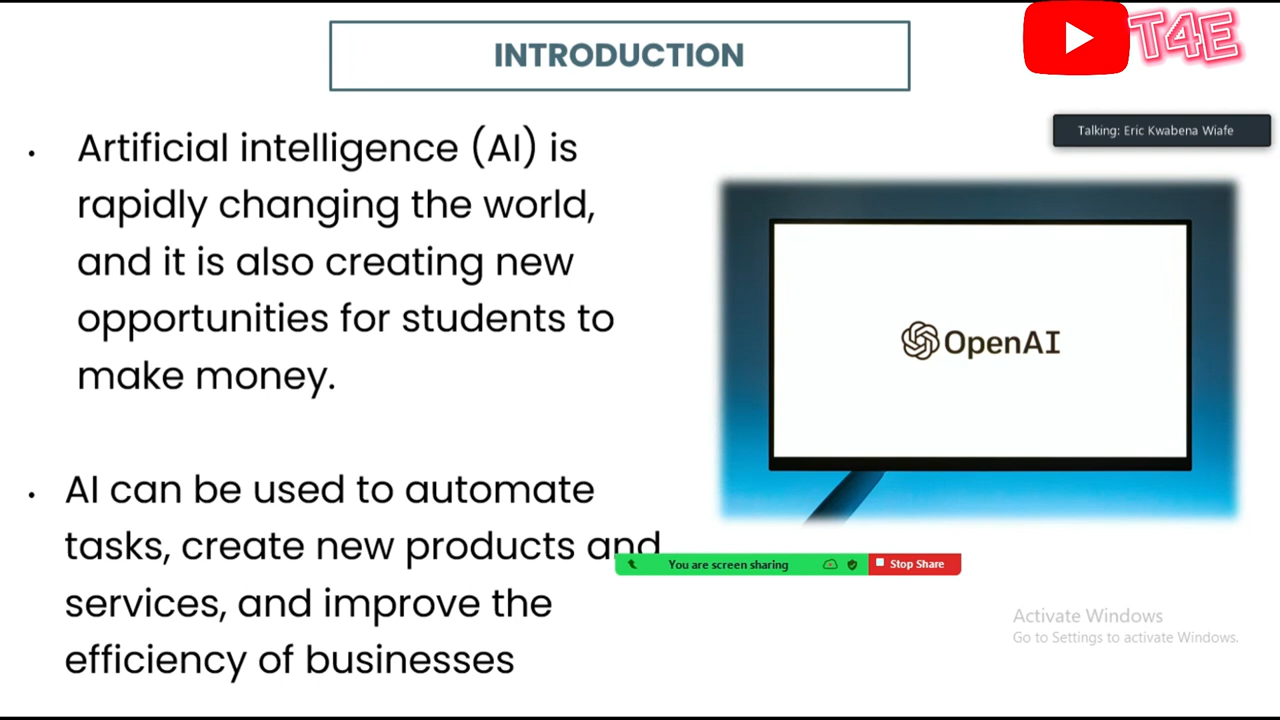 INTRODUCTION
T4E
Talking: Eric Kwabena Wiafe
• Artificial intelligence (AI) is
rapidly changing the world,
and it is also creating new
opportunities for students to
make money.
OpenAI
• AI can be used to automate
tasks, create new products and
services, and improve the
efficiency of businesses
You are screen sharing
Stop Share
Activate Windows
Go to Settings to activate Windows.